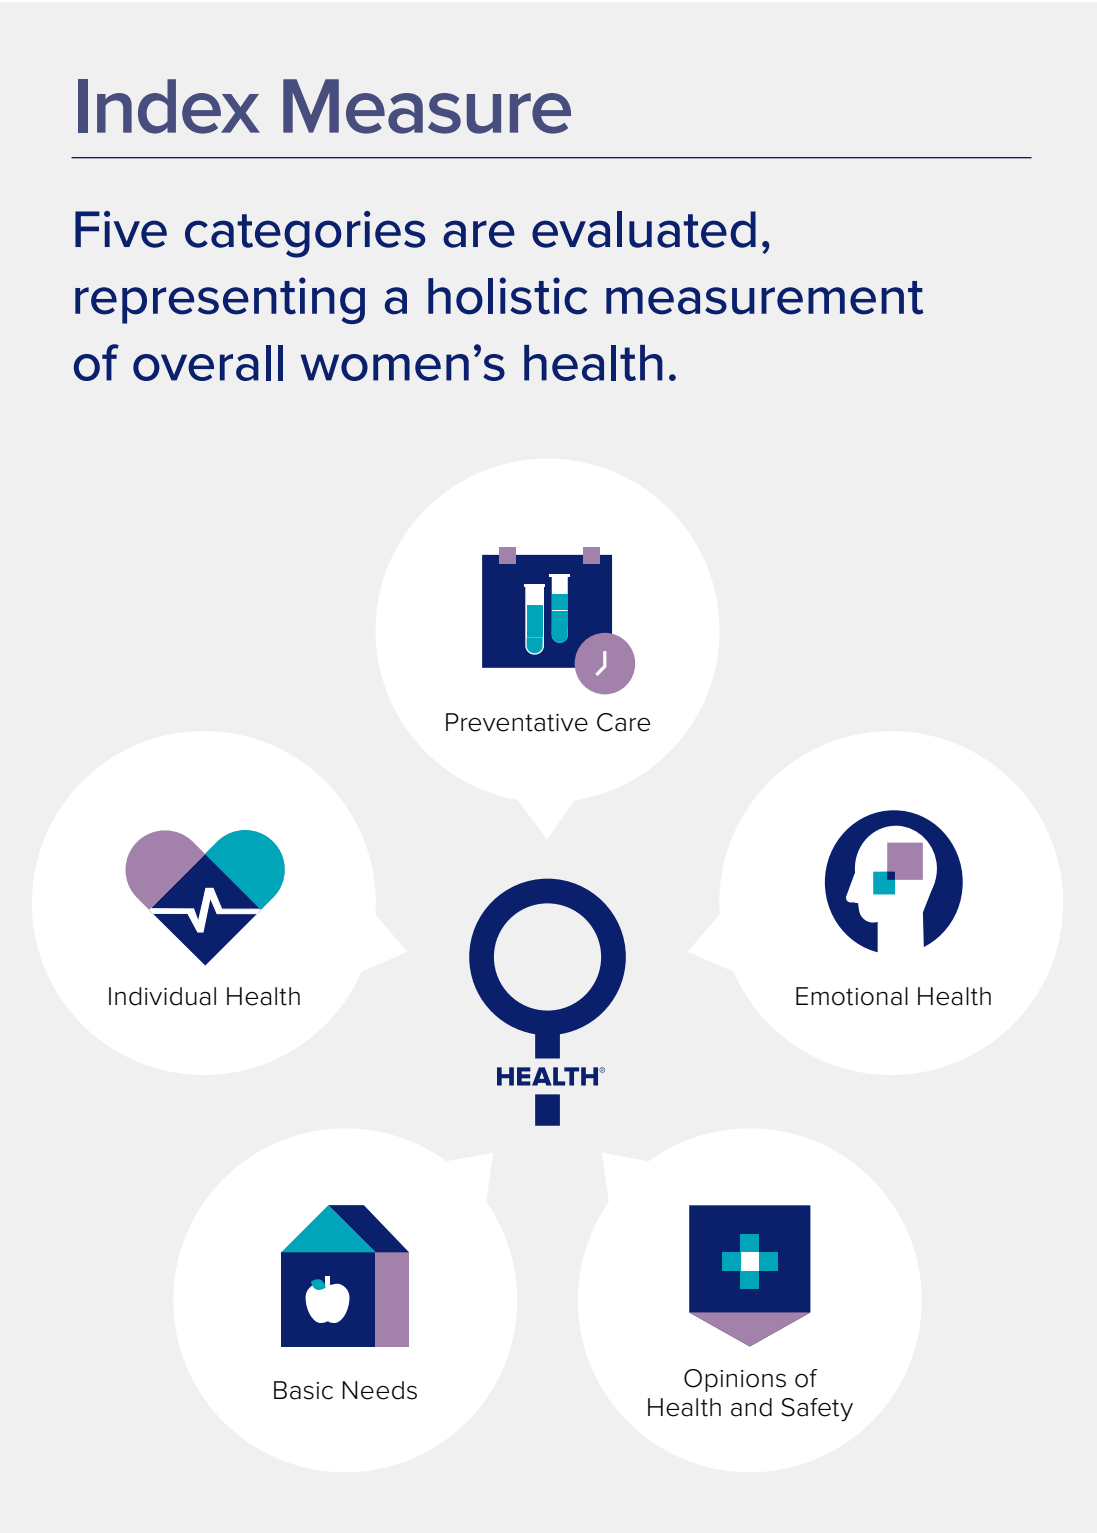 Index Measure
Five categories are evaluated,
representing a holistic measurement
of overall women’s health.
Preventative Care
Individual Health
Emotional Health
HEALTH®
Basic Needs
Opinions of
Health and Safety